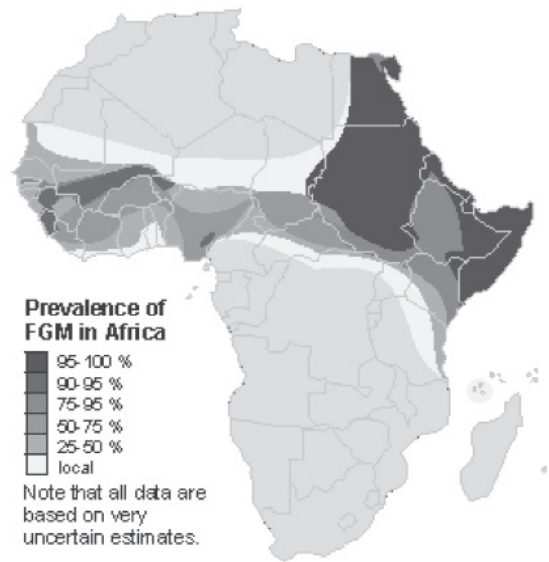 Prevalence of
FGM in Africa
95-100 %
90-95 %
75-95 %
50-75 %
25-50 %
local
Note that all data are
based on very
uncertain estimates.